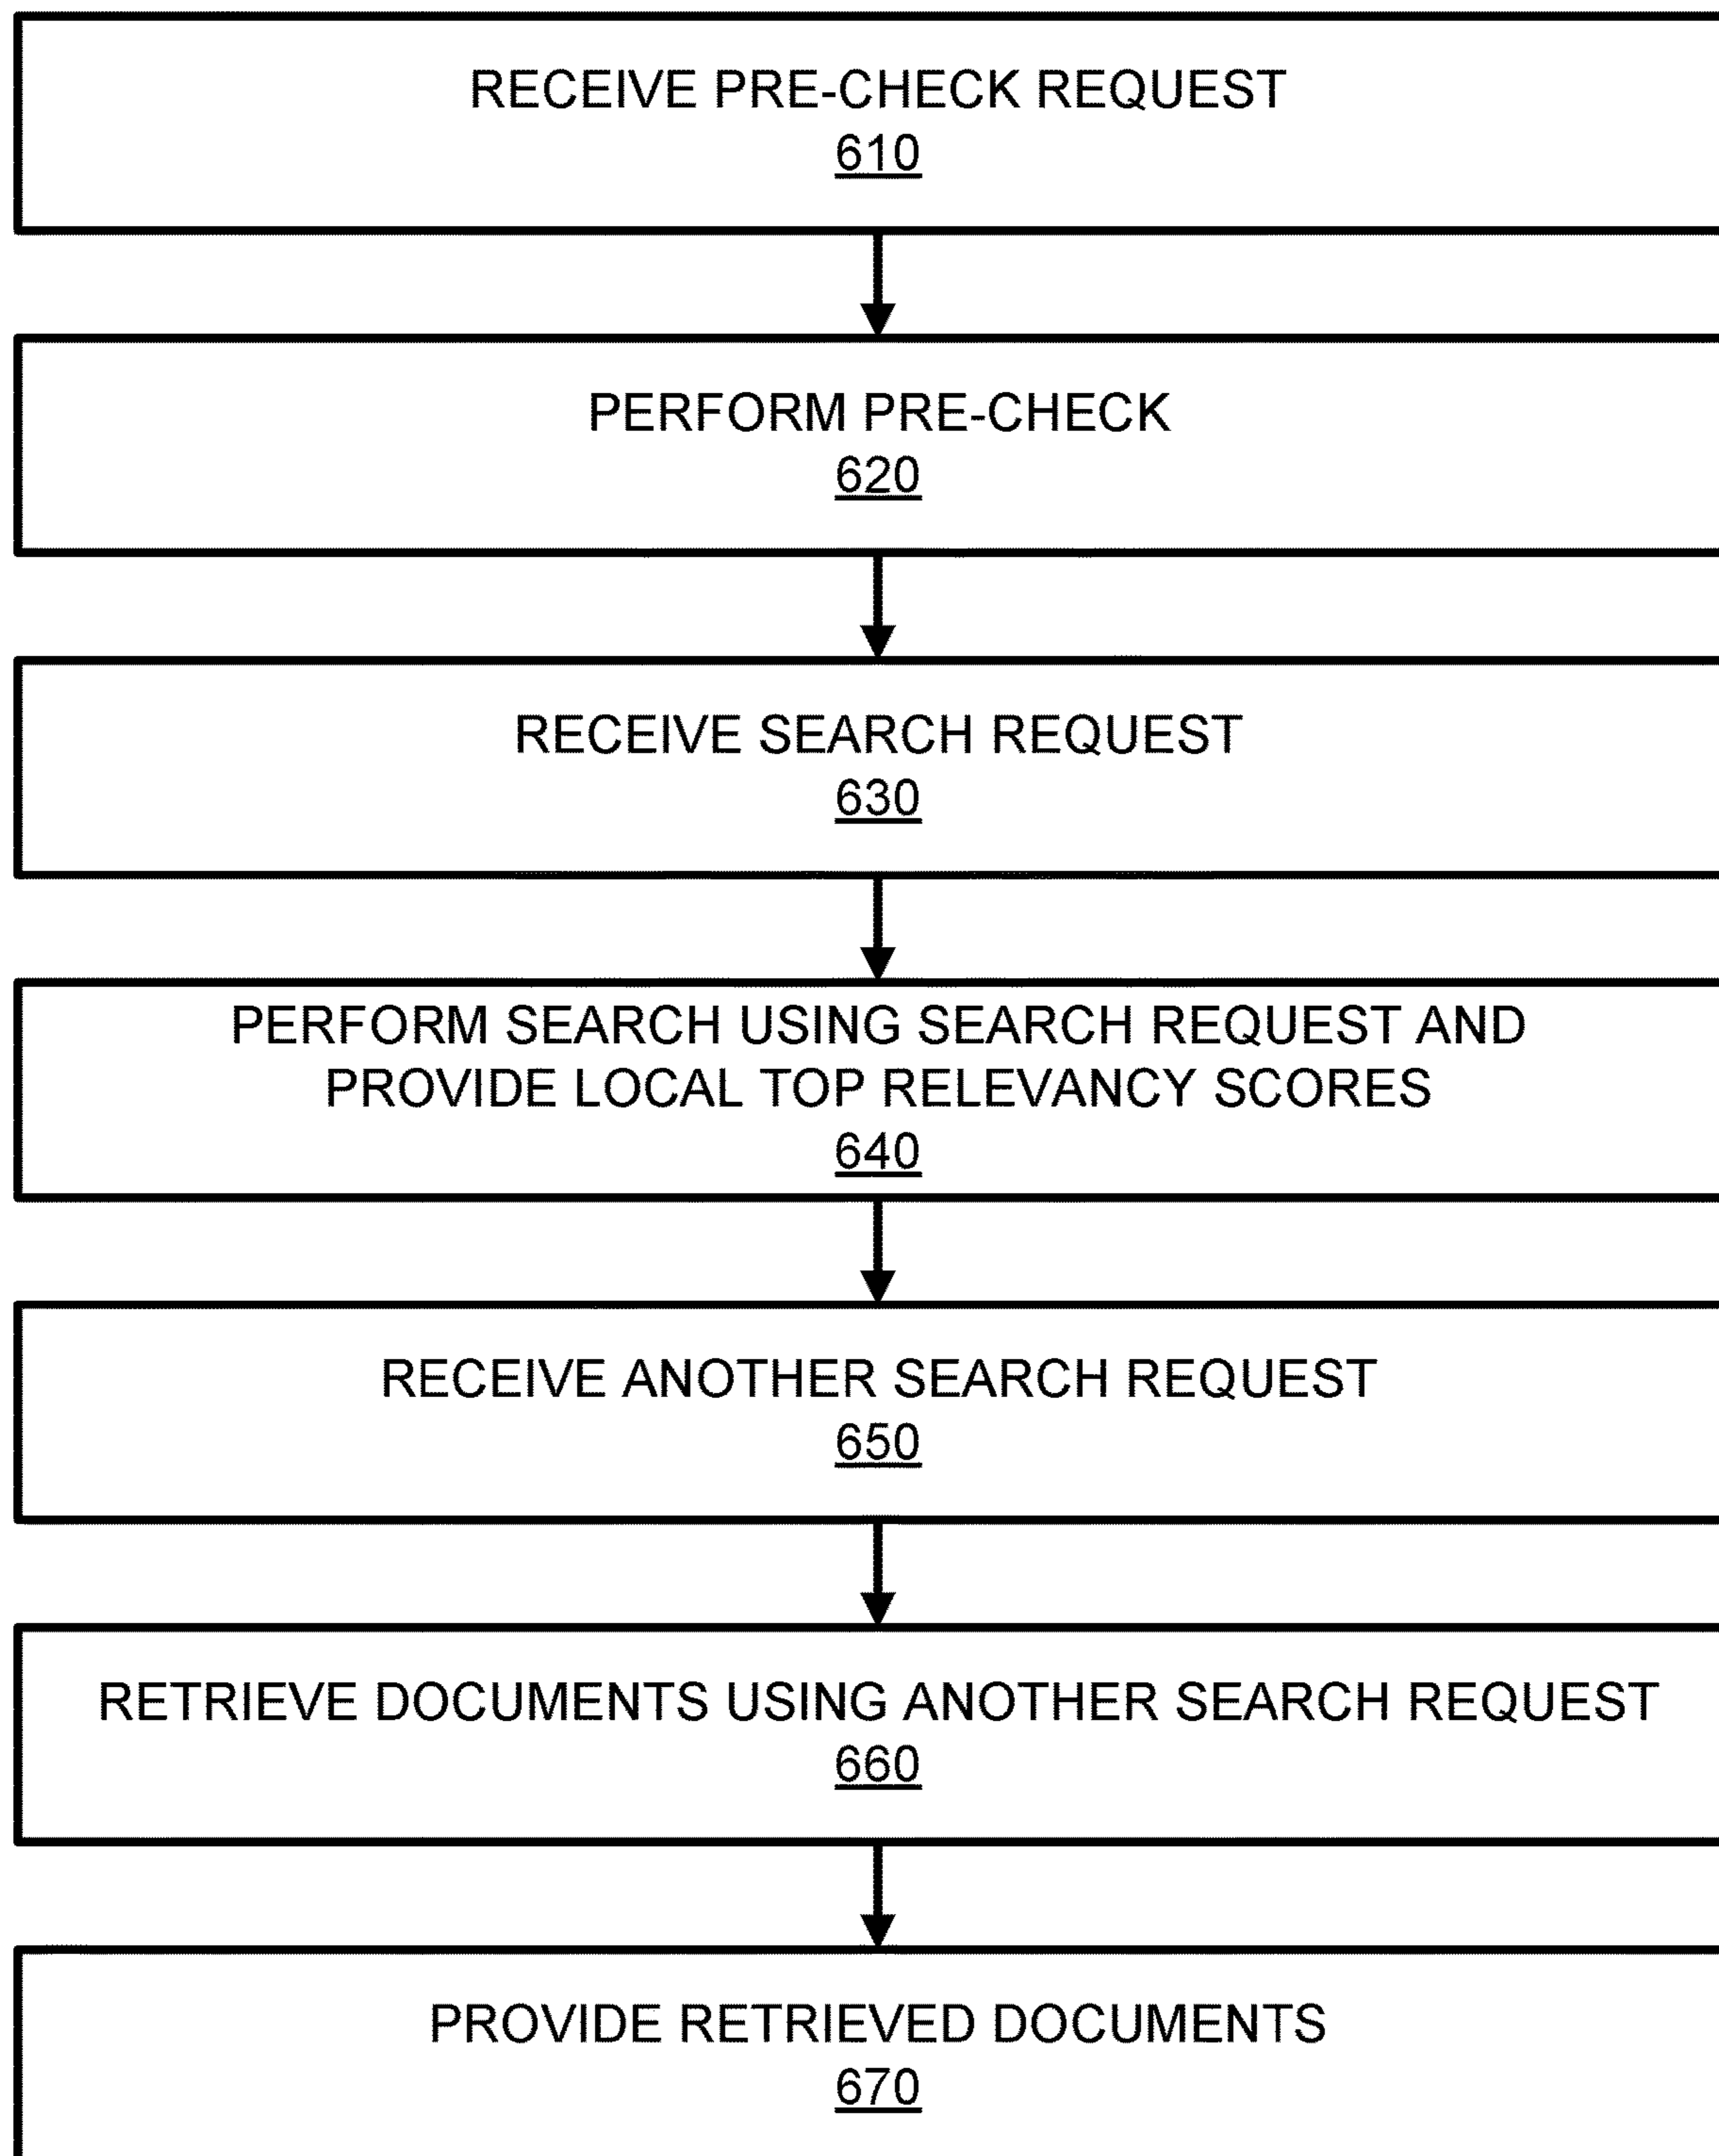 RECEIVE PRE-CHECK REQUEST
610
PERFORM PRE-CHECK
620
RECEIVE SEARCH REQUEST
630
PERFORM SEARCH USING SEARCH REQUEST AND
PROVIDE LOCAL TOP RELEVANCY SCORES
640
RECEIVE ANOTHER SEARCH REQUEST
650
RETRIEVE DOCUMENTS USING ANOTHER SEARCH REQUEST
660
PROVIDE RETRIEVED DOCUMENTS
670